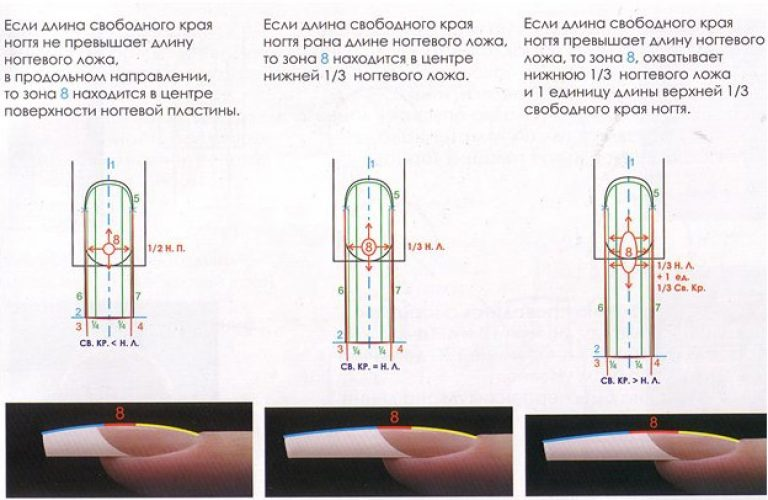 Если длина свободного края
ногтя не превышает длину
ногтевого ложа,
в продольном направлении,
то зона 8 находится в центре
поверхности ногтевой пластины.
Если длина свободного края
ногтя рана длине ногтевого ложа,
то зона 8 находится в центре
нижней 1/3 ногтевого ложа.
Если длина свободного края
ногтя превышает длину ногтевого
ложа, то зона 8, охватывает
нижнюю 1/3 ногтевого ложа
и 1 единицу длины верхней 1/3
свободного края ногтя.
1
5
8
1/2 Н. П.
6
7
2
3
¼
¼
4
СВ. КР. < Н. Л.
1
5
8
1/3 Н. Л.
6
7
2
3
¼
¼
4
СВ. КР. = Н. Л.
1
5
8
1/3 Н. Л.
+ 1 ед.
1/3 Св. Кр.
6
7
2
3
¼
¼
4
СВ. КР. > Н. Л.
8
8
8